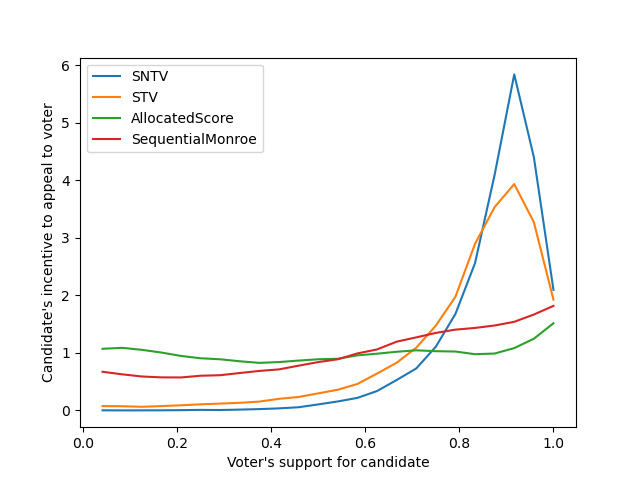 6
5
4
3
2
1
0
Candidate's incentive to appeal to voter
SNTV
STV
AllocatedScore
SequentialMonroe
0.0 0.2 0.4 0.6 0.8 1.0
Voter's support for candidate